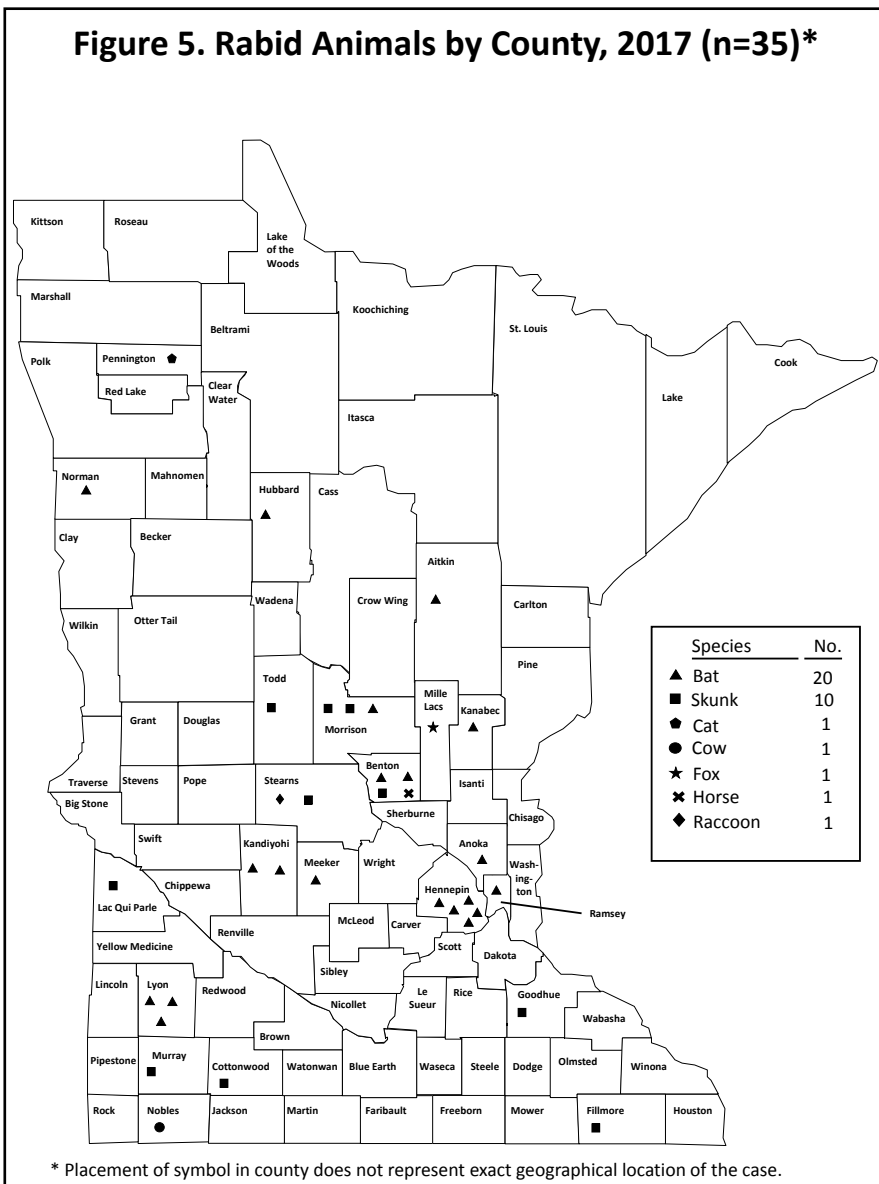 Figure 5. Rabid Animals by County, 2017 (n=35)*
Kittson
Roseau
Lake
of the
Woods
Marshall
Koochiching
St. Louis
Beltrami
Cook
Polk
Pennington
Red Lake
Clear
Water
Lake
Itasca
Norman
Mahnomen
Hubbard
Cass
Clay
Becker
Aitkin
Wadena
Crow Wing
Carlton
Wilkin
Otter Tail
Pine
Todd
Mille
Lacs
Kanabec
Grant
Douglas
Morrison
Benton
Traverse
Stevens
Pope
Stearns
Isanti
Big Stone
Sherburne
Chisago
Swift
Kandiyohi
Meeker
Wright
Anoka
Wash-
ing-
ton
Chippewa
Hennepin
Lac Qui Parle
Ramsey
Renville
McLeod
Carver
Yellow Medicine
Scott
Dakota
Sibley
Lincoln
Lyon
Redwood
Nicollet
Le
Sueur
Rice
Goodhue
Wabasha
Brown
Pipestone
Murray
Cottonwood
Watonwan
Blue Earth
Waseca
Steele
Dodge
Olmsted
Winona
Rock
Nobles
Jackson
Martin
Faribault
Freeborn
Mower
Fillmore
Houston
Species No.
Bat 20
Skunk 10
Cat 1
Cow 1
Fox 1
Horse 1
Raccoon 1
* Placement of symbol in county does not represent exact geographical location of the case.